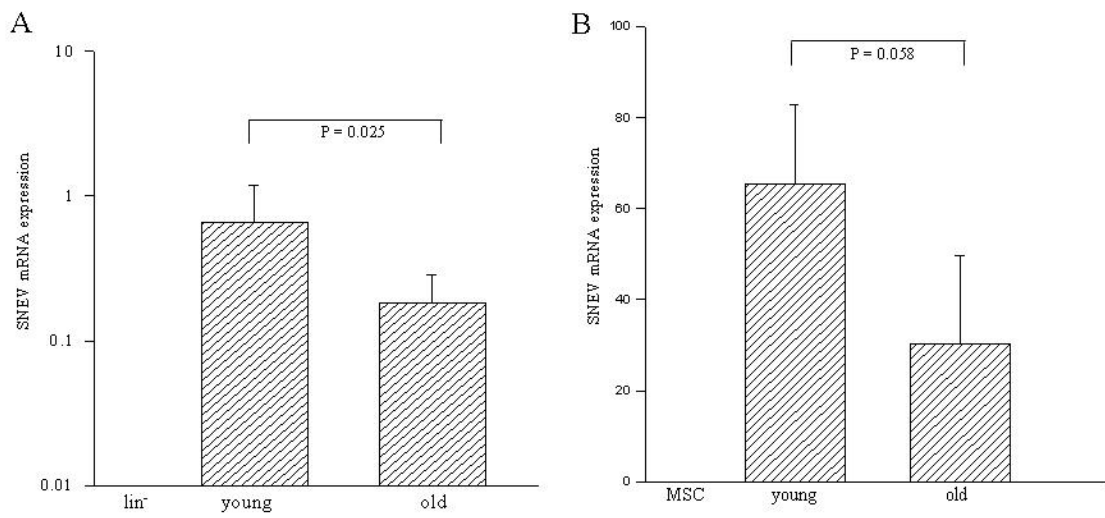 A
SNEV mRNA expression
10
1
0.1
0.01
P = 0.025
lin⁻ young old
B
SNEV mRNA expression
100
80
60
40
20
0
P = 0.058
MSC young old